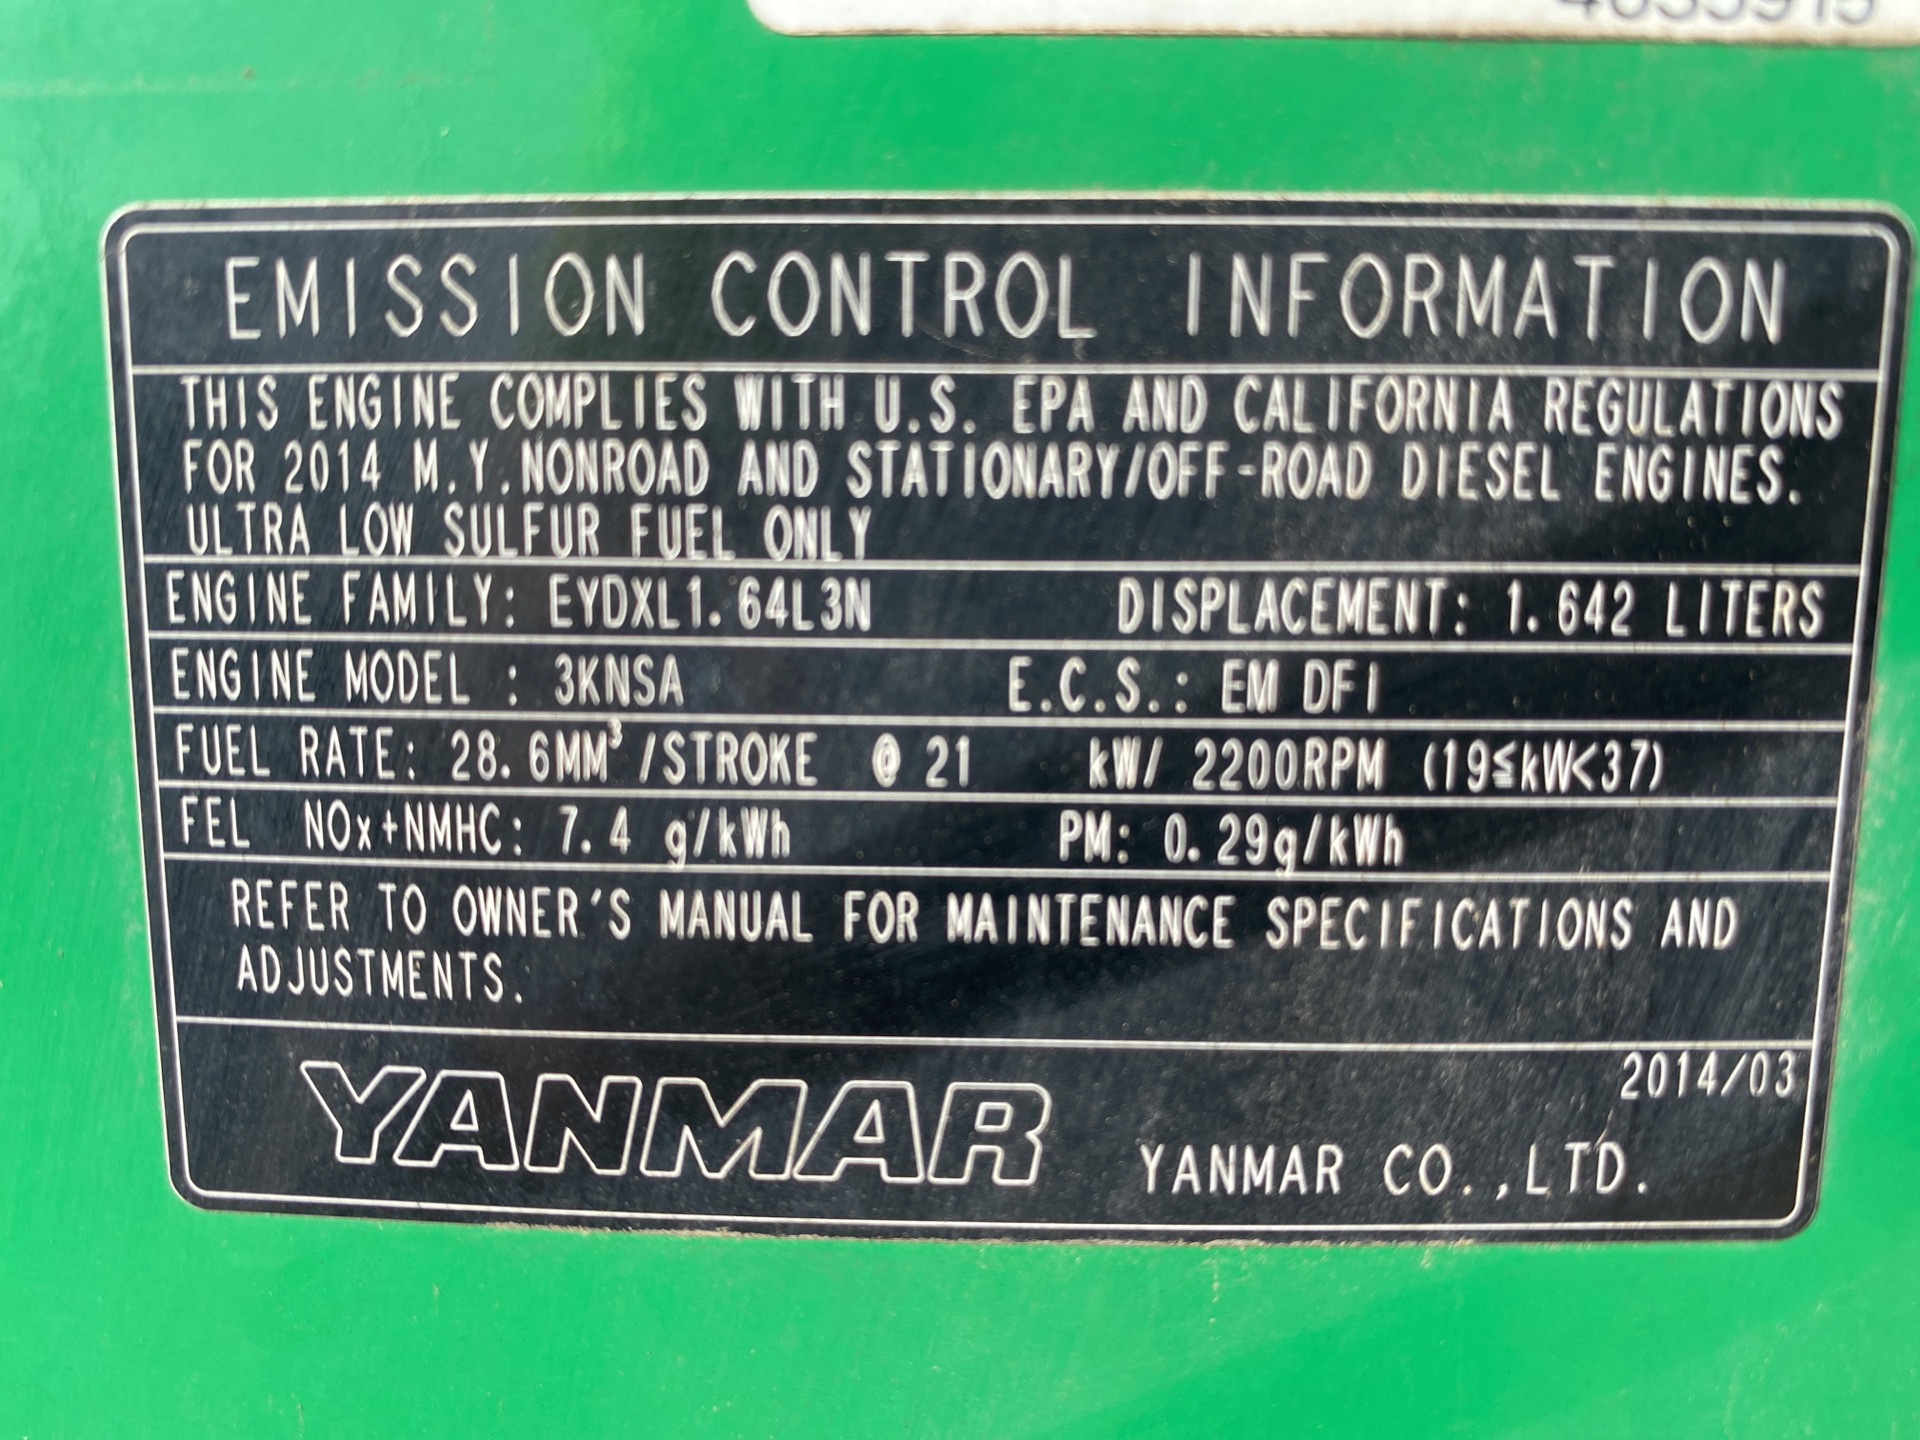 EMISSION CONTROL INFORMATION
THIS ENGINE COMPLIES WITH U.S. EPA AND CALIFORNIA REGULATIONS
FOR 2014 M.Y.NONROAD AND STATIONARY/OFF-ROAD DIESEL ENGINES.
ULTRA LOW SULFUR FUEL ONLY
ENGINE FAMILY: EYDXL1.64L3N DISPLACEMENT: 1.642 LITERS
ENGINE MODEL : 3KNSA E.C.S.: EM DFI
FUEL RATE: 28.6MM³/STROKE @ 21 kW/ 2200RPM (19≦kW<37)
FEL NOx+NMHC: 7.4 g/kWh PM: 0.29g/kWh
REFER TO OWNER'S MANUAL FOR MAINTENANCE SPECIFICATIONS AND
ADJUSTMENTS.
2014/03
YANMAR YANMAR CO.,LTD.